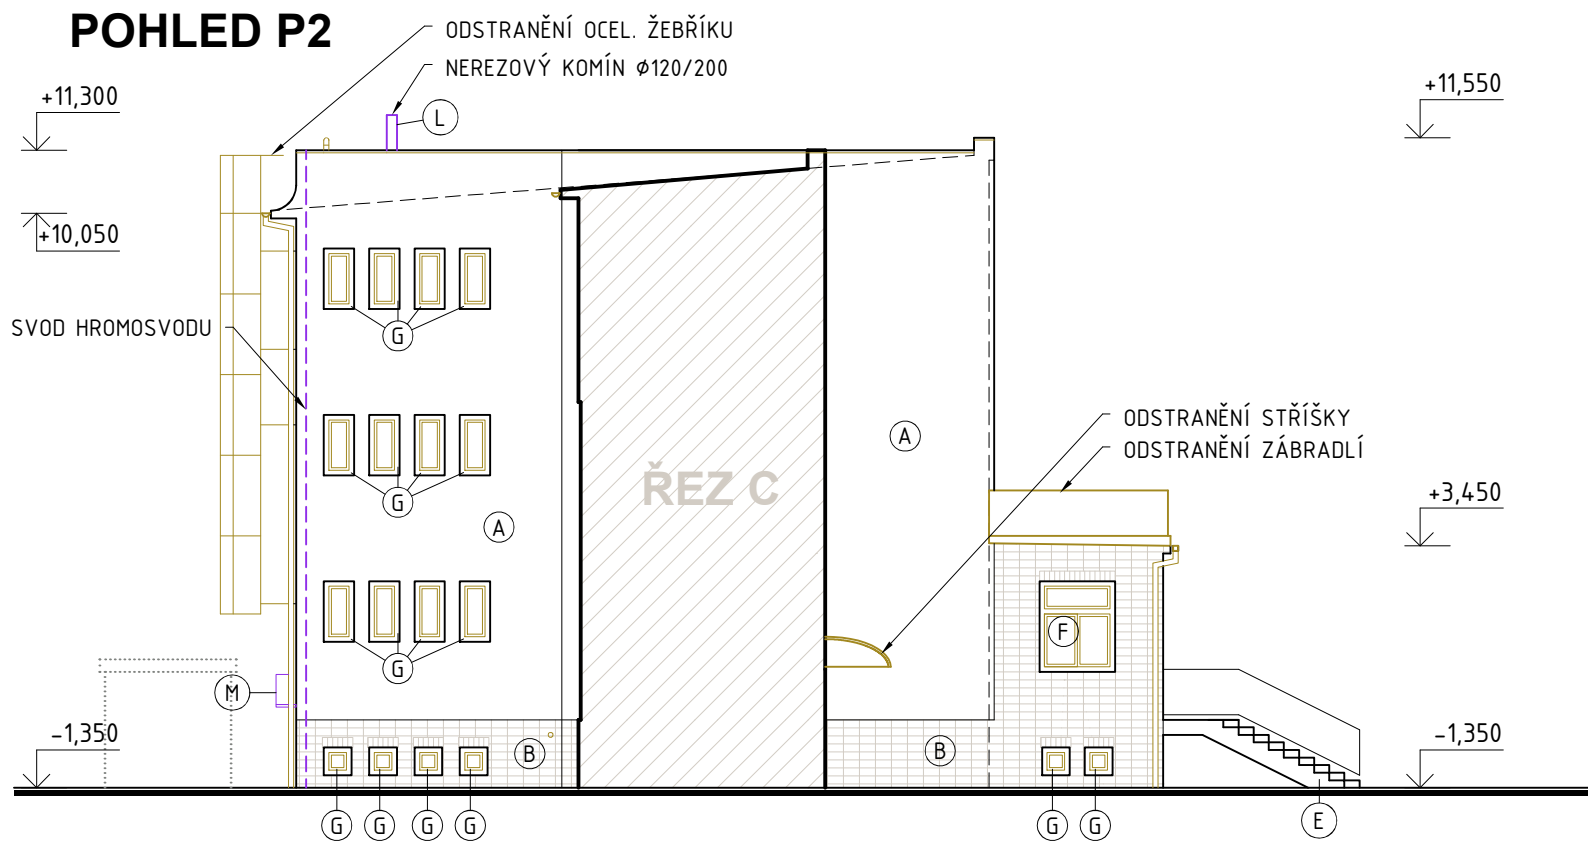 POHLED P2
ODSTRANĚNÍ OCEL. ŽEBŘÍKU
NEREZOVÝ KOMÍN Ø120/200
+11,300
L
+11,550
+10,050
SVOD HROMOSVODU
G
ODSTRANĚNÍ STŘÍŠKY
ODSTRANĚNÍ ZÁBRADLÍ
A
ŘEZ C
G
A
+3,450
F
G
M
-1,350
B
B
-1,350
G G G G
G G
E